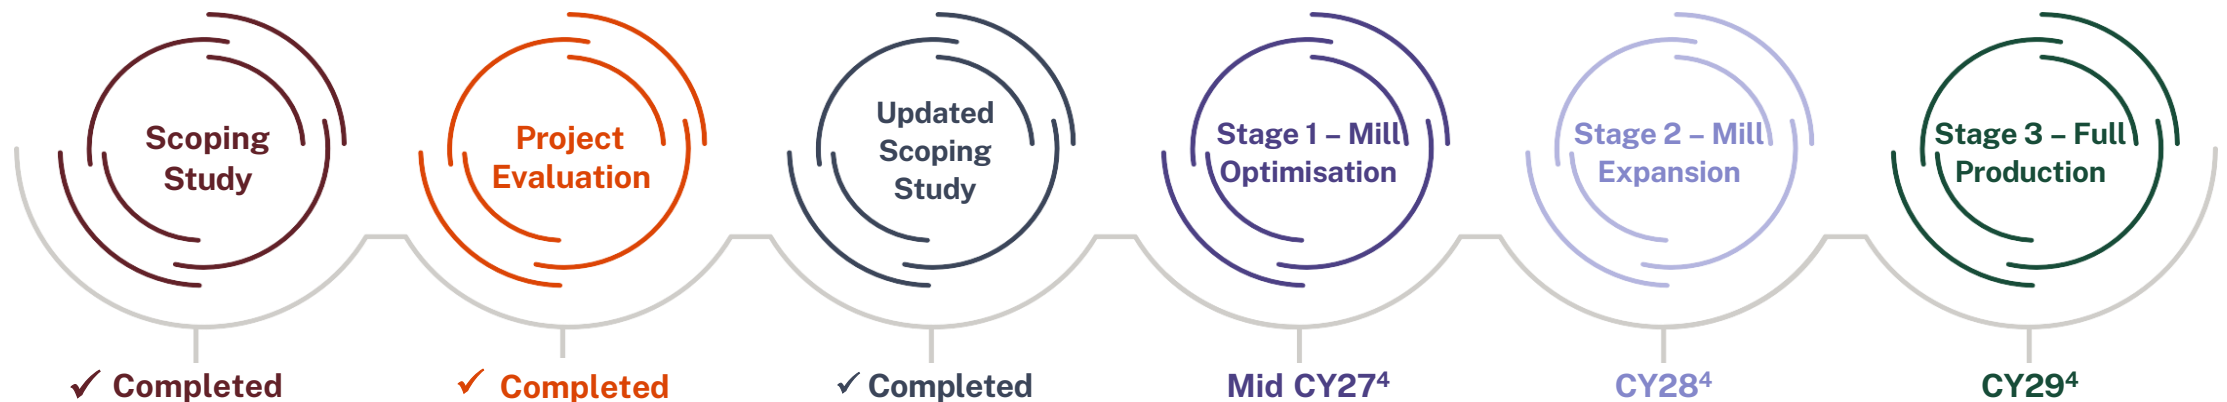 Scoping
Study
✓ Completed
Project
Evaluation
✓ Completed
Updated
Scoping
Study
✓ Completed
Stage 1 – Mill
Optimisation
Mid CY27⁴
Stage 2 – Mill
Expansion
CY28⁴
Stage 3 – Full
Production
CY29⁴